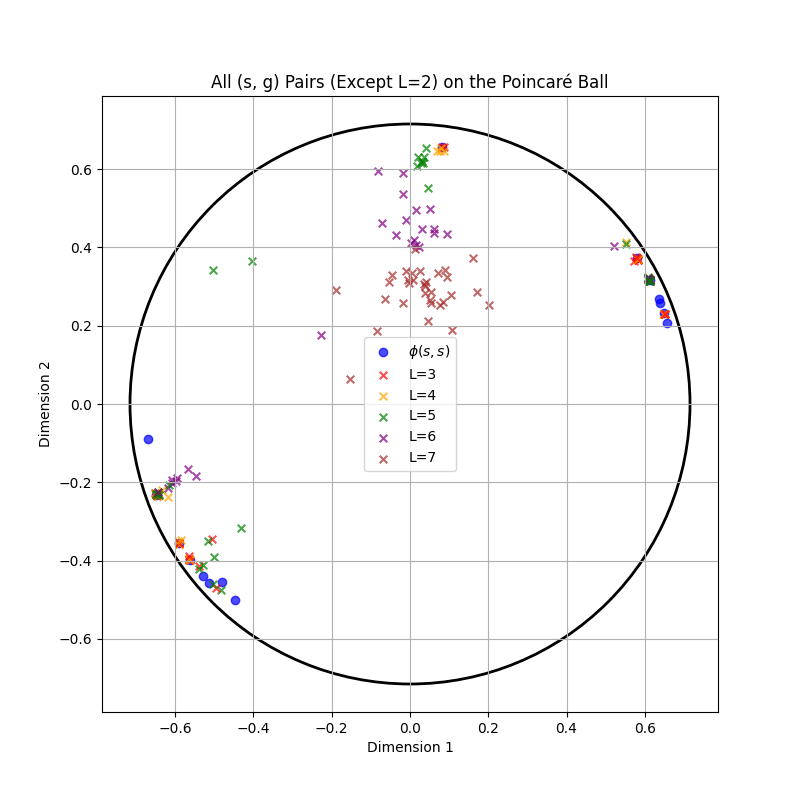 All (s, g) Pairs (Except L=2) on the Poincaré Ball
Dimension 2
0.6
0.4
0.2
0.0
−0.2
−0.4
−0.6
ϕ(s, s)
L=3
L=4
L=5
L=6
L=7
−0.6 −0.4 −0.2 0.0 0.2 0.4 0.6
Dimension 1